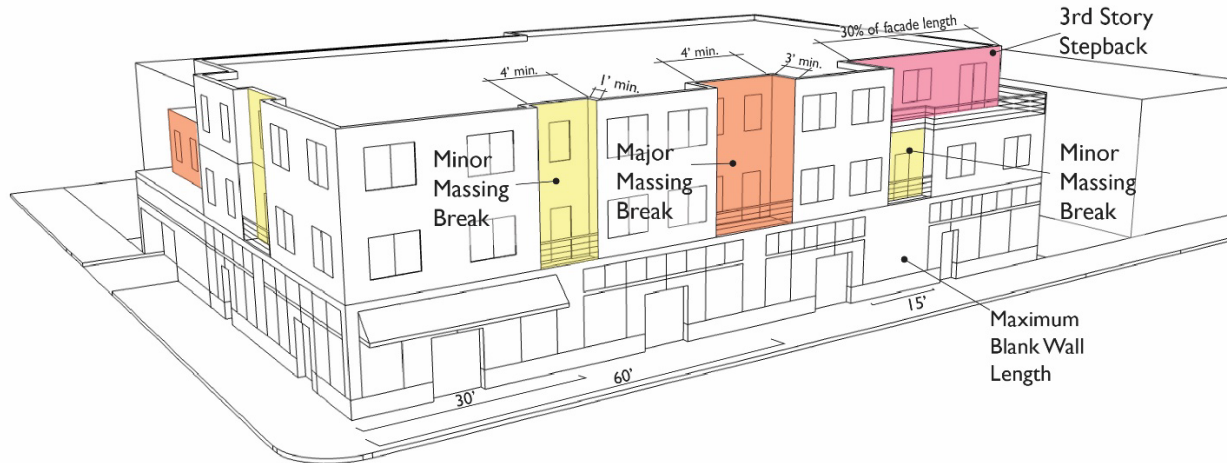 30% of facade length
3rd Story
Stepback
4' min.
1' min.
4' min.
3' min.
Minor
Massing
Break
Major
Massing
Break
Minor
Massing
Break
15'
Maximum
Blank Wall
Length
30'
60'